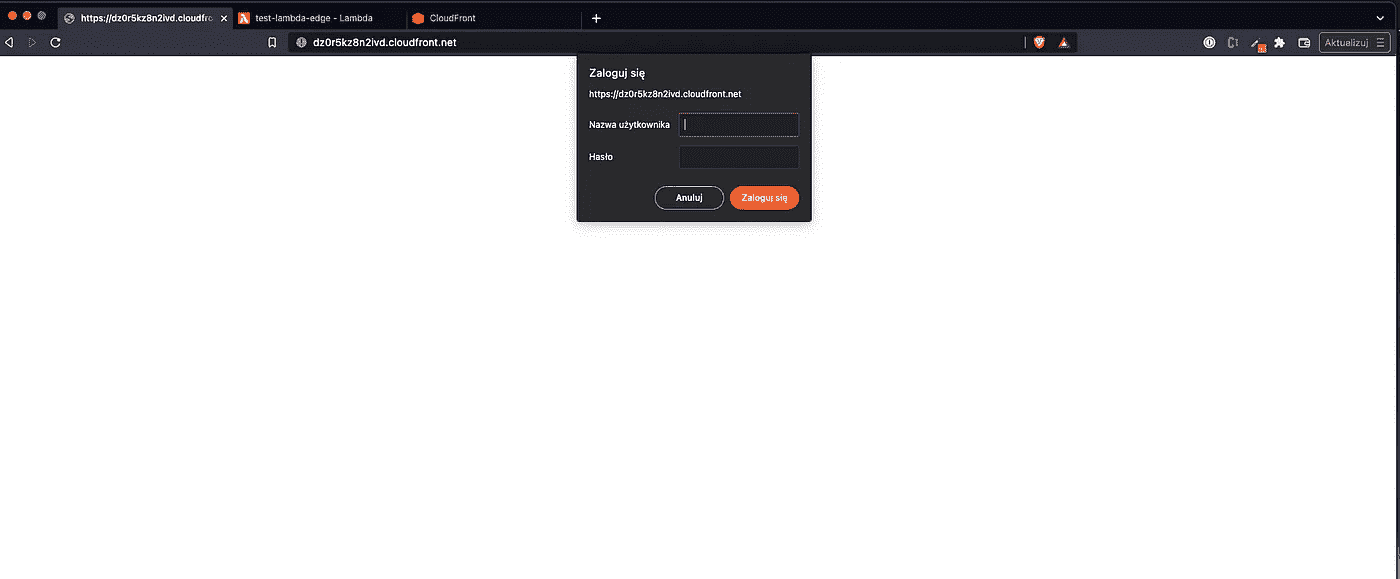 https://dz0r5kz8n2ivd.cloudfro
test-lambda-edge - Lambda
CloudFront
dz0r5kz8n2ivd.cloudfront.net
Aktualizuj
Zaloguj się
https://dz0r5kz8n2ivd.cloudfront.net
Nazwa użytkownika
Hasło
Anuluj
Zaloguj się